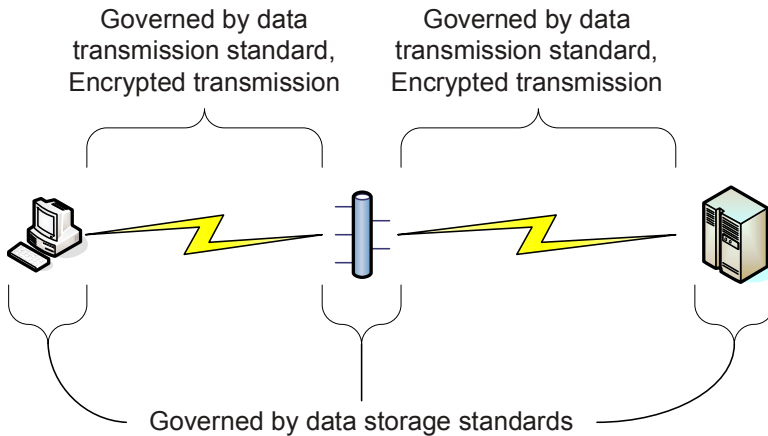 Governed by data
transmission standard,
Encrypted transmission
Governed by data
transmission standard,
Encrypted transmission
Governed by data storage standards